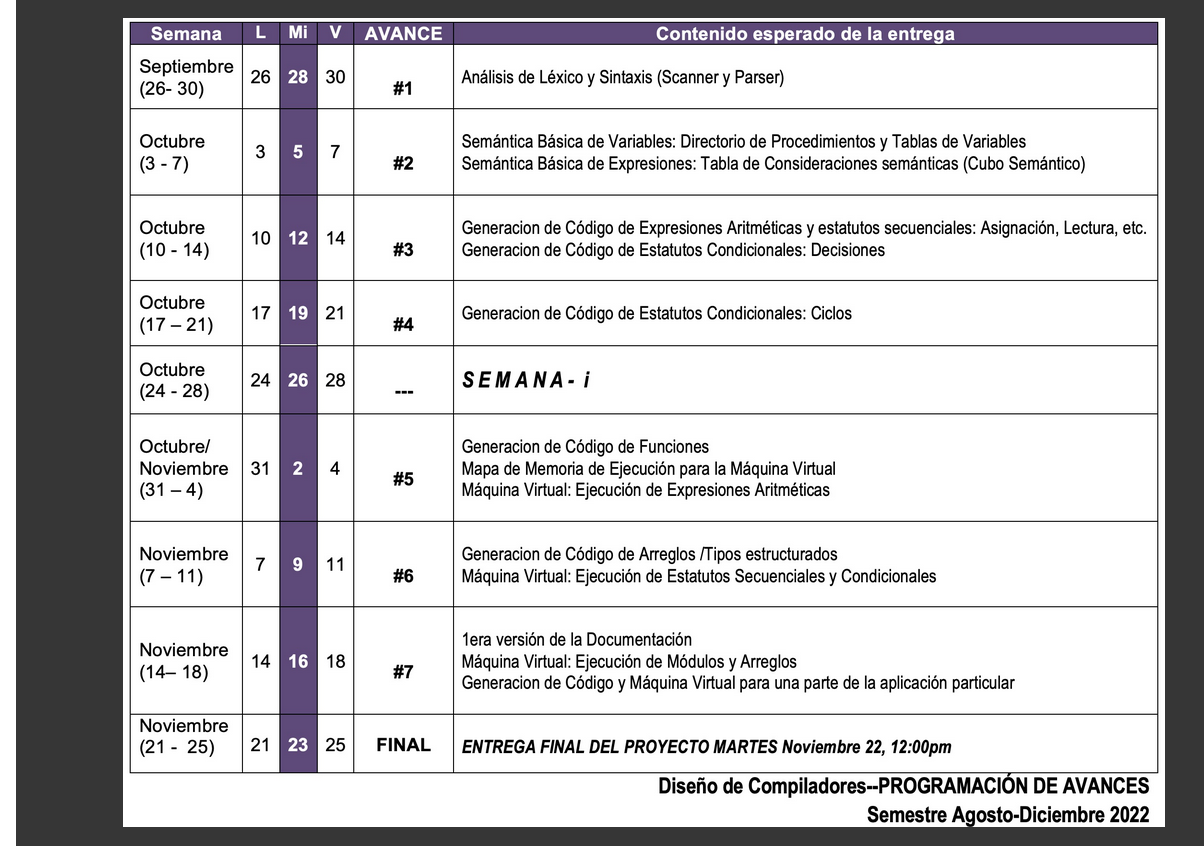 Semana L Mi V AVANCE Contenido esperado de la entrega
Septiembre
(26- 30) 26 28 30 #1 Análisis de Léxico y Sintaxis (Scanner y Parser)
Octubre
(3 - 7) 3 5 7 #2
Semántica Básica de Variables: Directorio de Procedimientos y Tablas de Variables
Semántica Básica de Expresiones: Tabla de Consideraciones semánticas (Cubo Semántico)
Octubre
(10 - 14) 10 12 14 #3
Generacion de Código de Expresiones Aritméticas y estatutos secuenciales: Asignación, Lectura, etc.
Generacion de Código de Estatutos Condicionales: Decisiones
Octubre
(17 – 21) 17 19 21 #4 Generacion de Código de Estatutos Condicionales: Ciclos
Octubre
(24 - 28) 24 26 28 --- SEMANA- i
Octubre/
Noviembre
(31 – 4) 31 2 4 #5
Generacion de Código de Funciones
Mapa de Memoria de Ejecución para la Máquina Virtual
Máquina Virtual: Ejecución de Expresiones Aritméticas
Noviembre
(7 – 11) 7 9 11 #6
Generacion de Código de Arreglos /Tipos estructurados
Máquina Virtual: Ejecución de Estatutos Secuenciales y Condicionales
Noviembre
(14– 18) 14 16 18 #7
1era versión de la Documentación
Máquina Virtual: Ejecución de Módulos y Arreglos
Generacion de Código y Máquina Virtual para una parte de la aplicación particular
Noviembre
(21 - 25) 21 23 25 FINAL ENTREGA FINAL DEL PROYECTO MARTES Noviembre 22, 12:00pm
Diseño de Compiladores--PROGRAMACIÓN DE AVANCES
Semestre Agosto-Diciembre 2022